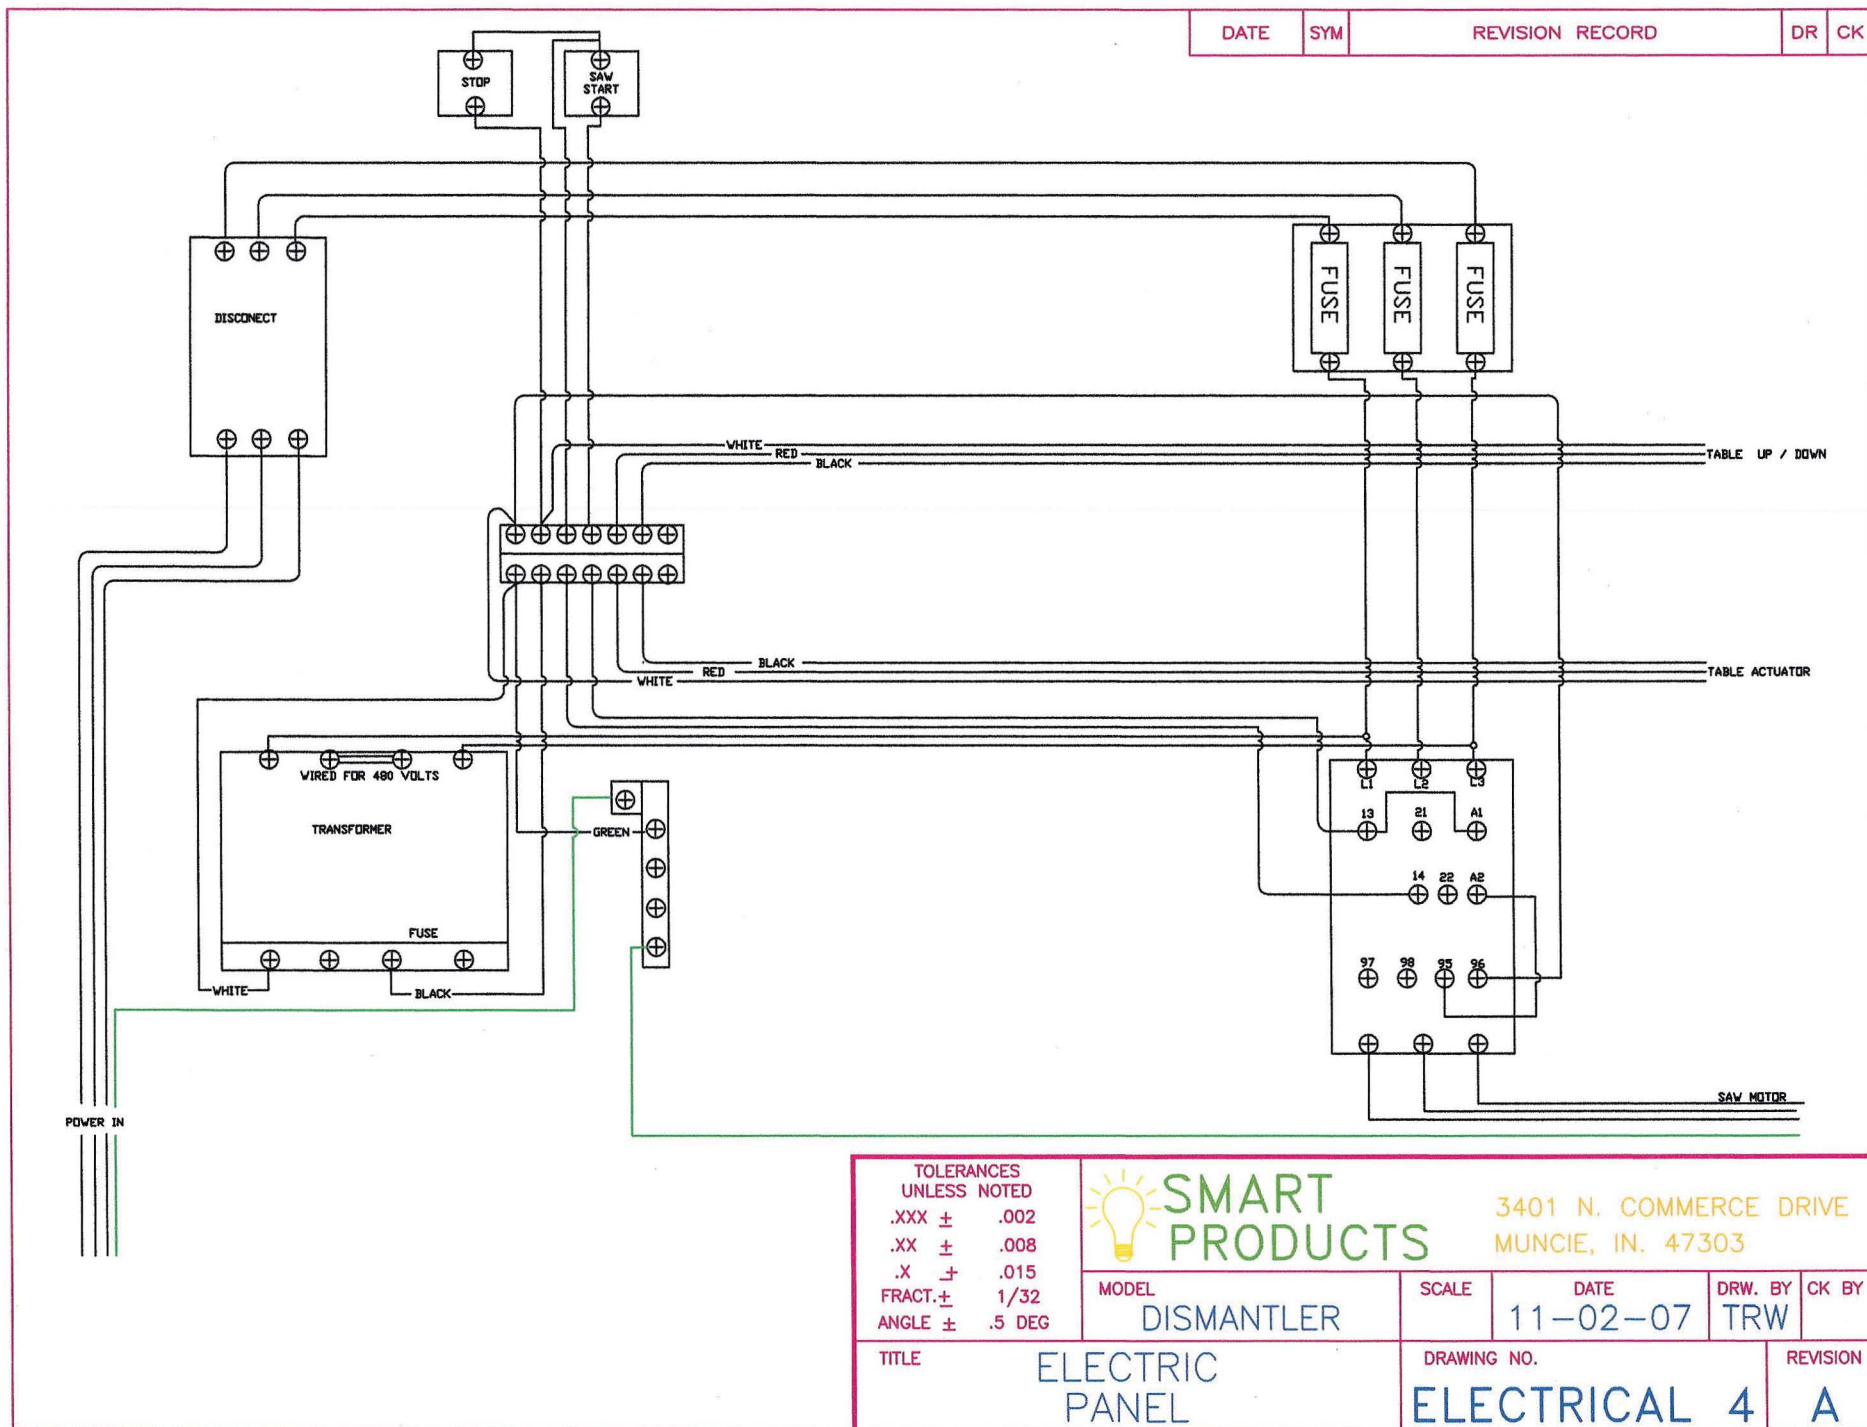 DATE SYM REVISION RECORD DR CK
STOP
SAW
START
DISCONECT
FUSE FUSE FUSE
WHITE
RED
BLACK
TABLE UP / DOWN
BLACK
RED
WHITE
TABLE ACTUATOR
WIRED FOR 480 VOLTS
TRANSFORMER
FUSE
WHITE
BLACK
GREEN
L1 L2 L3
13 21 A1
14 22 A2
97 98 95 96
SAW MOTOR
POWER IN
TOLERANCES
UNLESS NOTED
.XXX ± .002
.XX ± .008
.X ± .015
FRACT.± 1/32
ANGLE ± .5 DEG
SMART
PRODUCTS
3401 N. COMMERCE DRIVE
MUNCIE, IN. 47303
MODEL
DISMANTLER
SCALE
DATE
11-02-07
DRW. BY
TRW
CK BY
TITLE
ELECTRIC
PANEL
DRAWING NO.
ELECTRICAL 4
REVISION
A